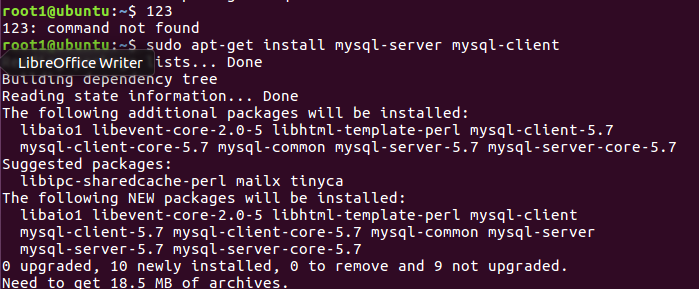 root1@ubuntu:~$ 123
123: command not found
root1@ubuntu:~$ sudo apt-get install mysql-server mysql-client
LibreOffice Writer ists... Done
Building dependency tree
Reading state information... Done
The following additional packages will be installed:
libaio1 libevent-core-2.0-5 libhtml-template-perl mysql-client-5.7
mysql-client-core-5.7 mysql-common mysql-server-5.7 mysql-server-core-5.7
Suggested packages:
libipc-sharedcache-perl mailx tinyca
The following NEW packages will be installed:
libaio1 libevent-core-2.0-5 libhtml-template-perl mysql-client
mysql-client-5.7 mysql-client-core-5.7 mysql-common mysql-server
mysql-server-5.7 mysql-server-core-5.7
0 upgraded, 10 newly installed, 0 to remove and 9 not upgraded.
Need to get 18.5 MB of archives.